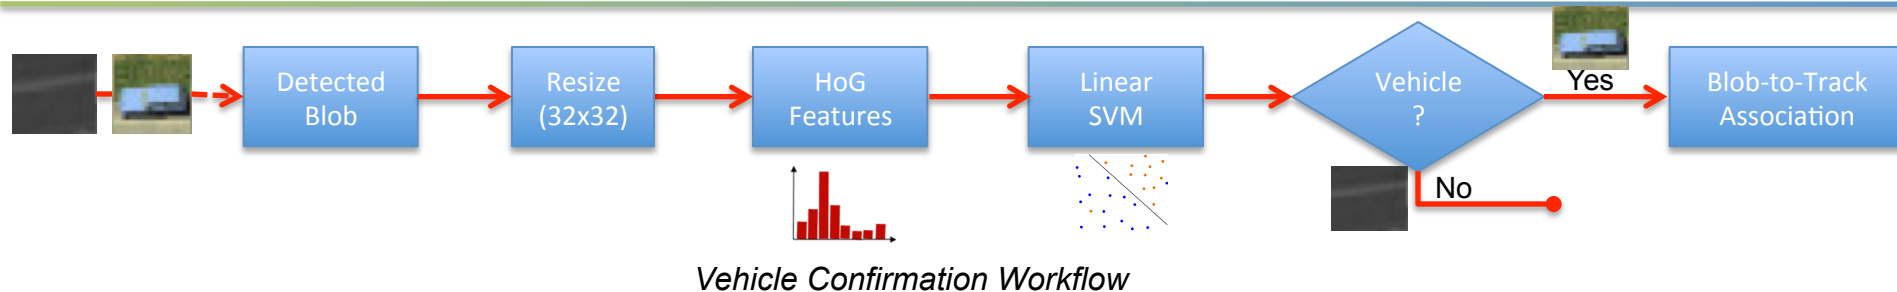 Detected
Blob
Resize
(32x32)
HoG
Features
Linear
SVM
Vehicle
?
Yes
No
Blob-to-Track
Association
Vehicle Confirmation Workflow